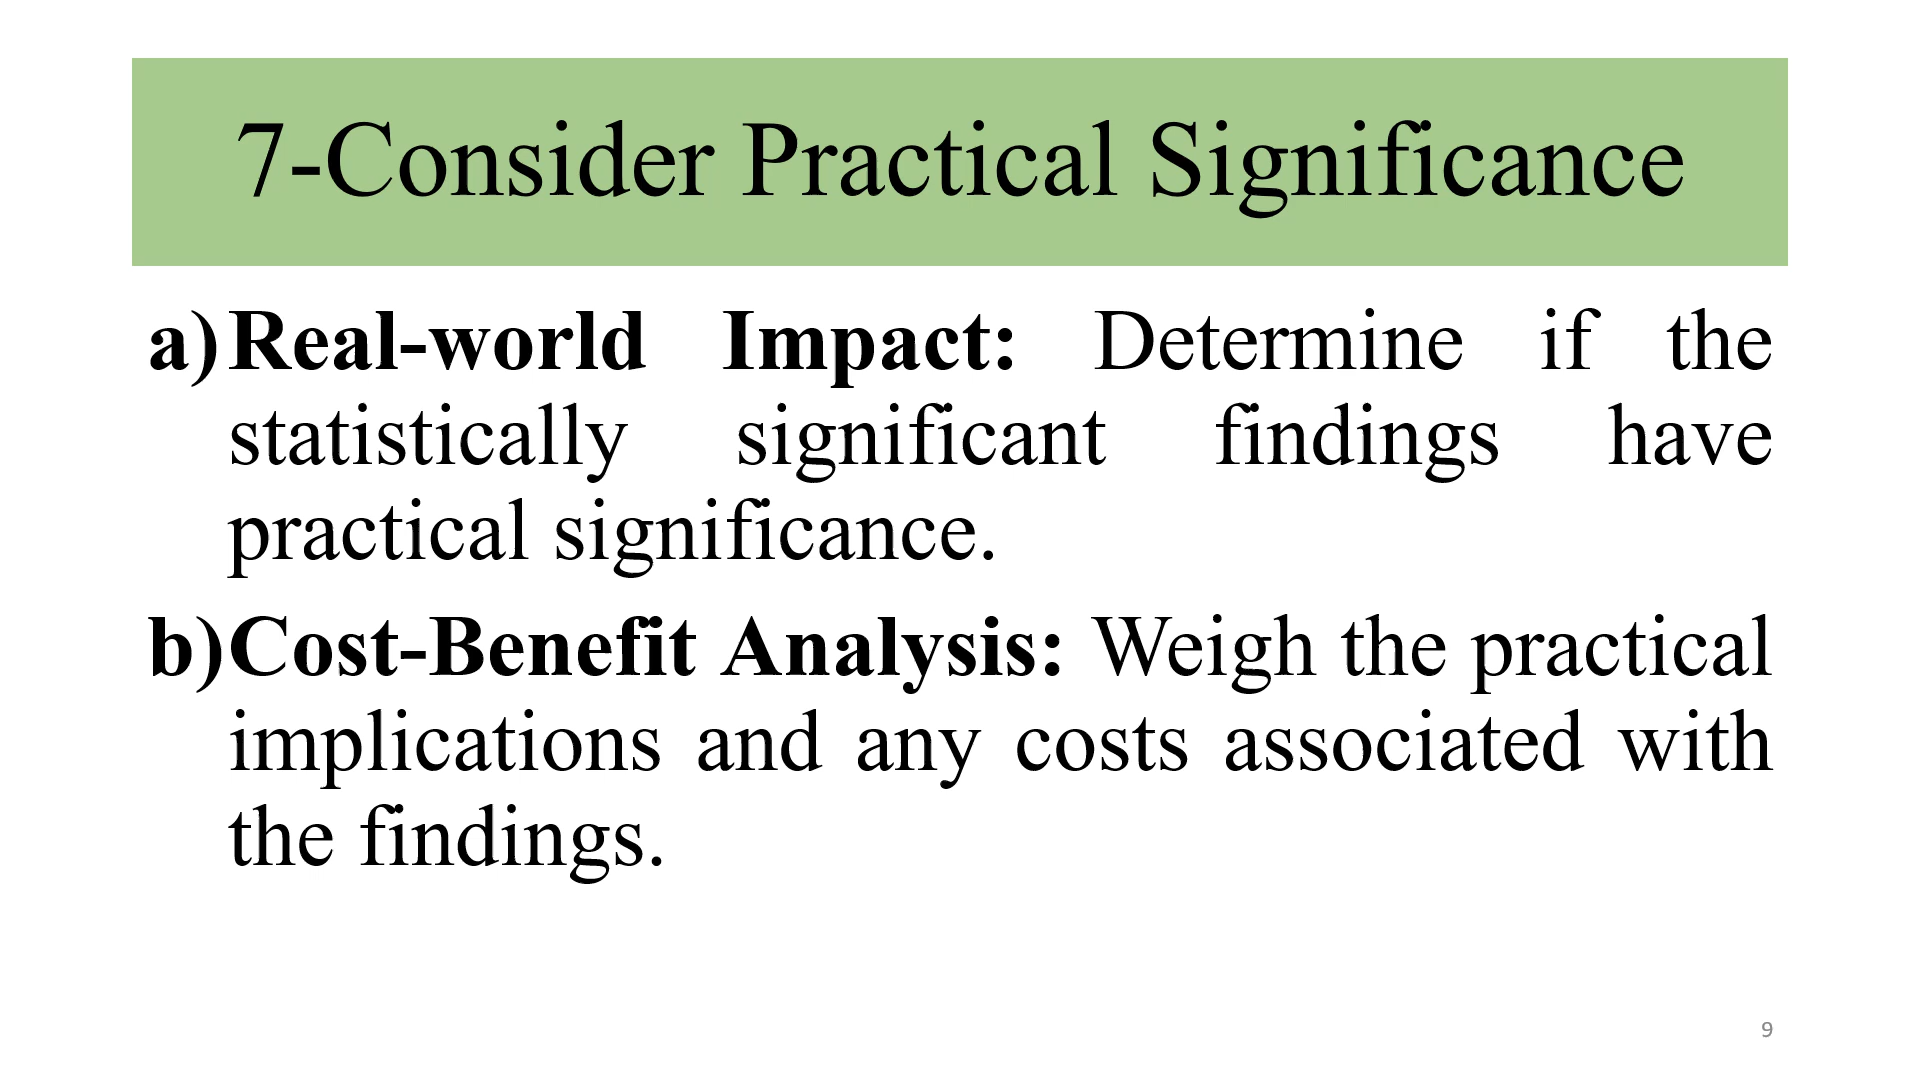 7-Consider Practical Significance
a) Real-world Impact: Determine if the
statistically significant findings have
practical significance.
b) Cost-Benefit Analysis: Weigh the practical
implications and any costs associated with
the findings.
9